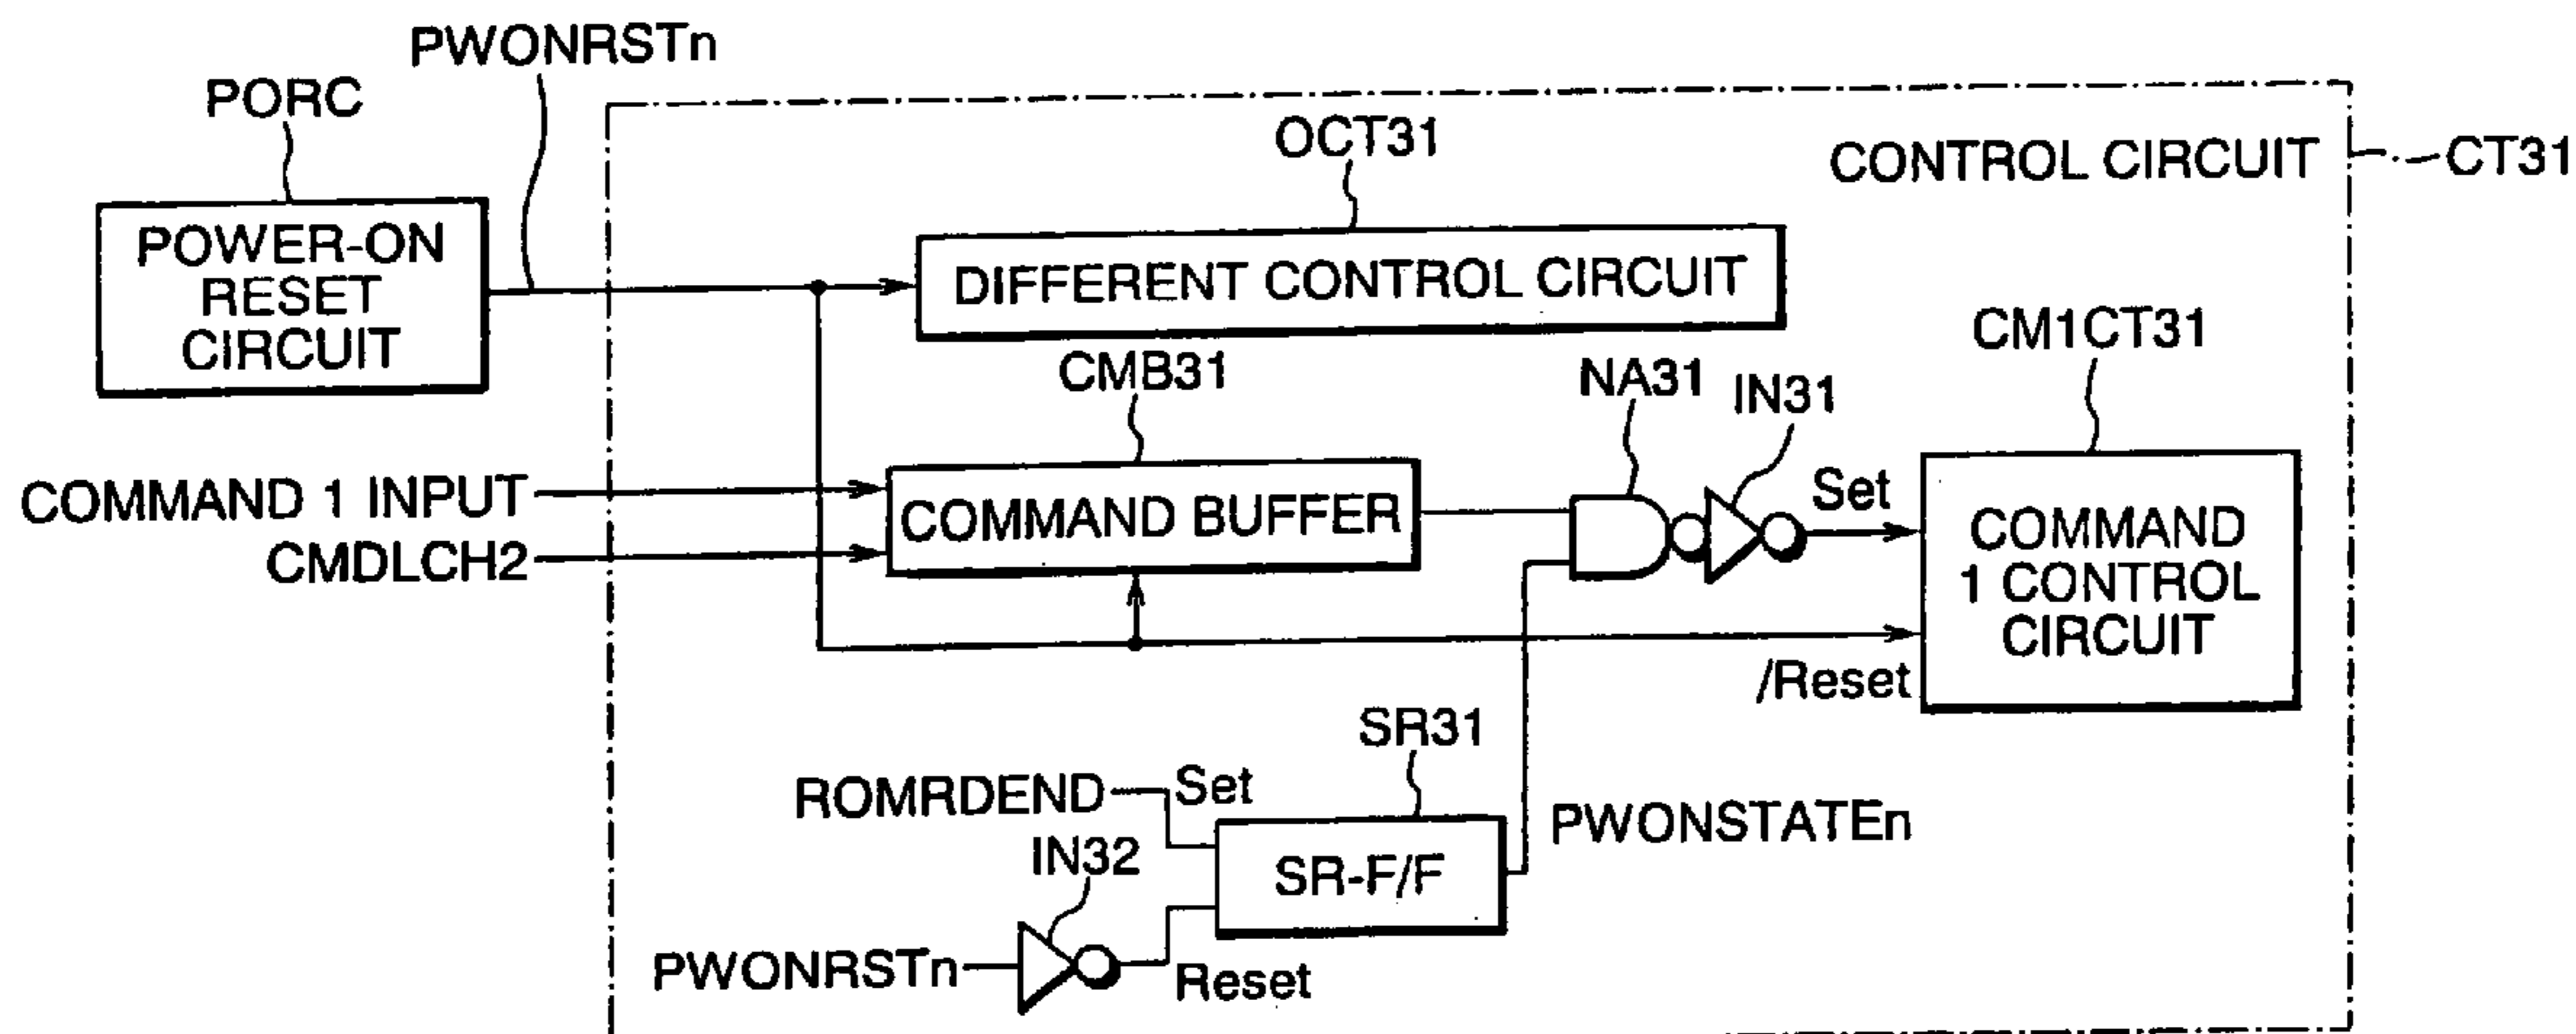 PWONRSTn
PORC
OCT31
CONTROL CIRCUIT
CT31
POWER-ON
RESET
CIRCUIT
DIFFERENT CONTROL CIRCUIT
CMB31
NA31
IN31
CM1CT31
COMMAND 1 INPUT
CMDLCH2
COMMAND BUFFER
Set
COMMAND
1 CONTROL
CIRCUIT
/Reset
SR31
ROMRDEND
Set
IN32
SR-F/F
PWONSTATEn
PWONRSTn
Reset